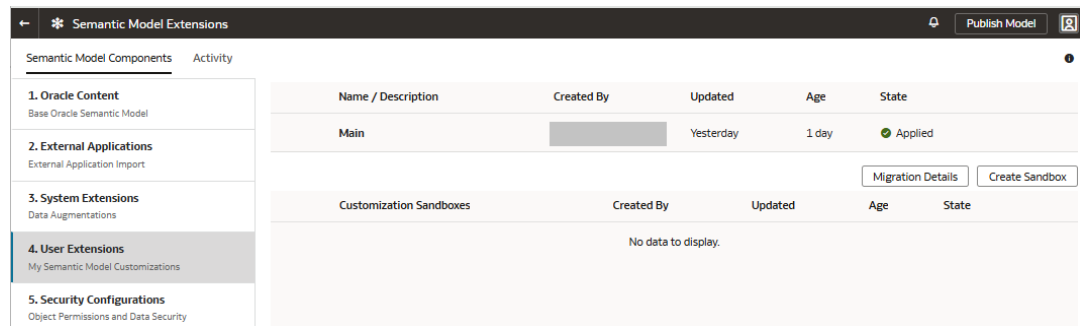 Semantic Model Extensions
Publish Model
Semantic Model Components Activity
1. Oracle Content
Base Oracle Semantic Model
2. External Applications
External Application Import
3. System Extensions
Data Augmentations
4. User Extensions
My Semantic Model Customizations
5. Security Configurations
Object Permissions and Data Security
Name / Description Created By Updated Age State
Main Yesterday 1 day Applied
Migration Details Create Sandbox
Customization Sandboxes Created By Updated Age State
No data to display.